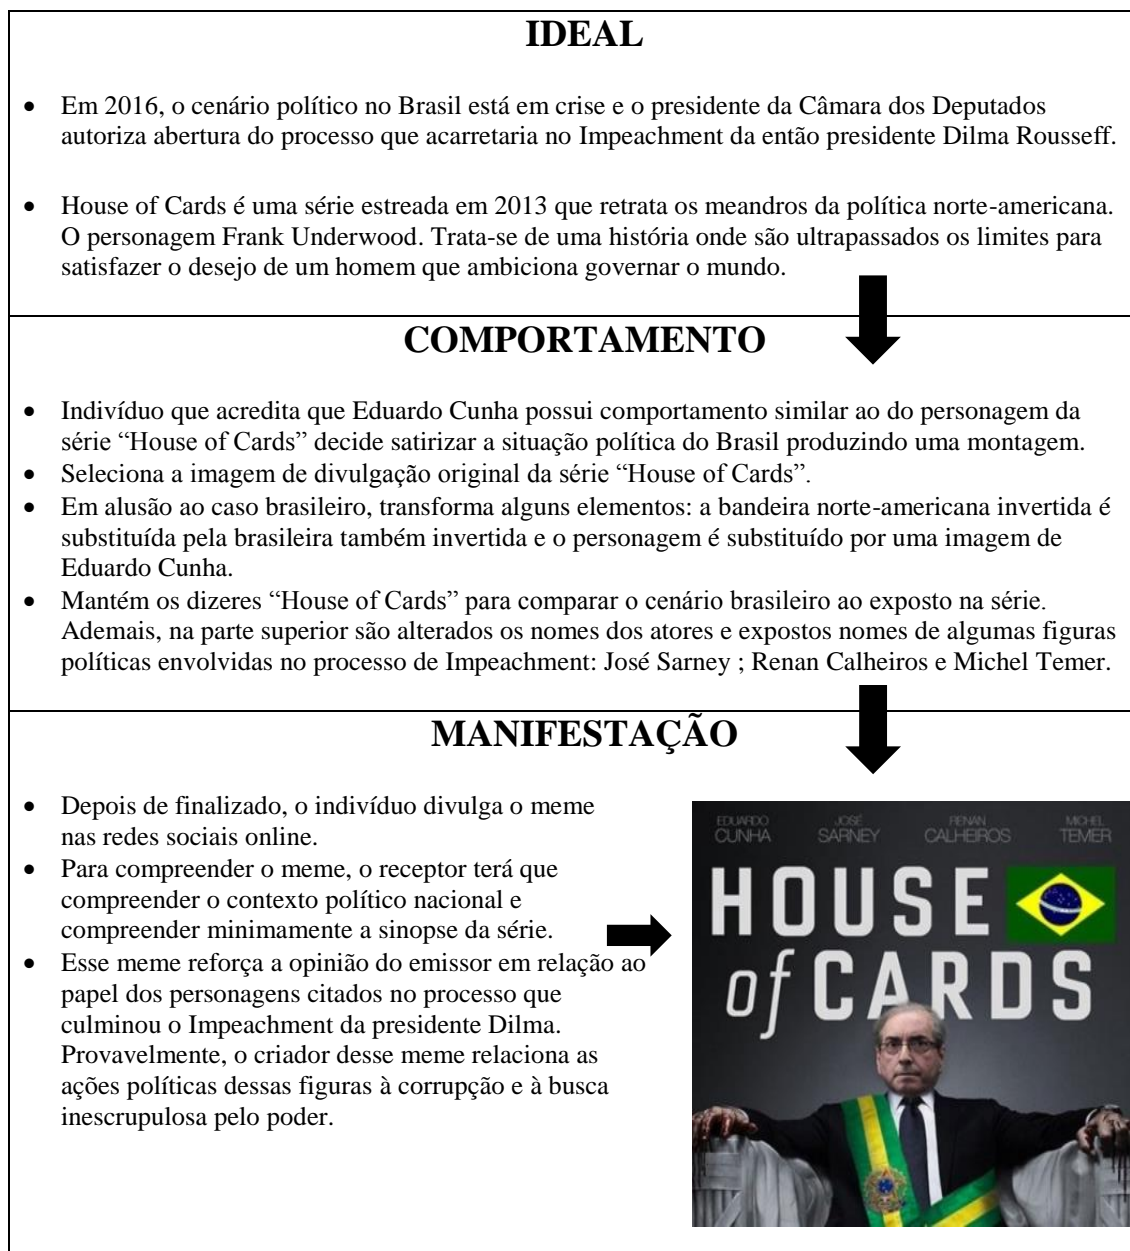 IDEAL
• Em 2016, o cenário político no Brasil está em crise e o presidente da Câmara dos Deputados
autoriza abertura do processo que acarretaria no Impeachment da então presidente Dilma Rousseff.
• House of Cards é uma série estreada em 2013 que retrata os meandros da política norte-americana.
O personagem Frank Underwood. Trata-se de uma história onde são ultrapassados os limites para
satisfazer o desejo de um homem que ambiciona governar o mundo.
COMPORTAMENTO
• Indivíduo que acredita que Eduardo Cunha possui comportamento similar ao do personagem da
série “House of Cards” decide satirizar a situação política do Brasil produzindo uma montagem.
• Seleciona a imagem de divulgação original da série “House of Cards”.
• Em alusão ao caso brasileiro, transforma alguns elementos: a bandeira norte-americana invertida é
substituída pela brasileira também invertida e o personagem é substituído por uma imagem de
Eduardo Cunha.
• Mantém os dizeres “House of Cards” para comparar o cenário brasileiro ao exposto na série.
Ademais, na parte superior são alterados os nomes dos atores e expostos nomes de algumas figuras
políticas envolvidas no processo de Impeachment: José Sarney ; Renan Calheiros e Michel Temer.
MANIFESTAÇÃO
• Depois de finalizado, o indivíduo divulga o meme
nas redes sociais online.
• Para compreender o meme, o receptor terá que
compreender o contexto político nacional e
compreender minimamente a sinopse da série.
• Esse meme reforça a opinião do emissor em relação ao
papel dos personagens citados no processo que
culminou o Impeachment da presidente Dilma.
Provavelmente, o criador desse meme relaciona as
ações políticas dessas figuras à corrupção e à busca
inescrupulosa pelo poder.
EDUARDO JOSÉ RENAN MICHEL
CUNHA SARNEY CALHEIROS TEMER
HOUSE
of CARDS